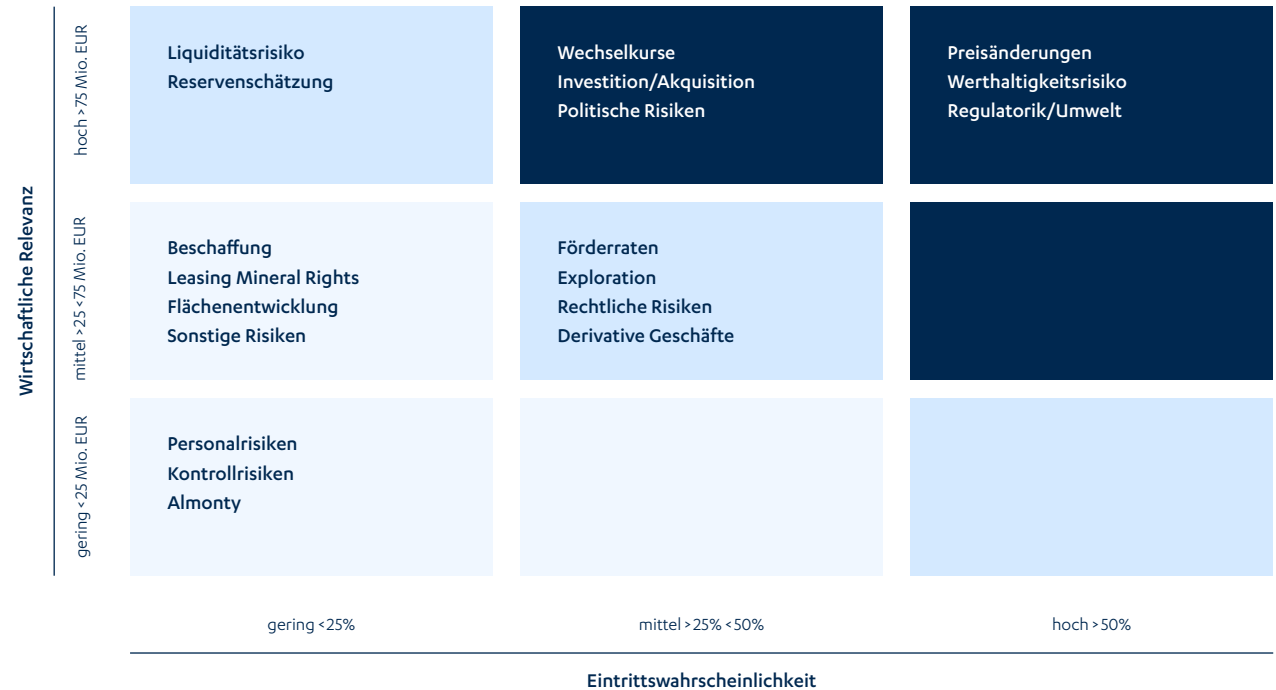 Wirtschaftliche Relevanz
hoch >75 Mio. EUR
Liquiditätsrisiko
Reservenschätzung
Wechselkurse
Investition/Akquisition
Politische Risiken
Preisänderungen
Werthaltigkeitsrisiko
Regulatorik/Umwelt
mittel >25 <75 Mio. EUR
Beschaffung
Leasing Mineral Rights
Flächenentwicklung
Sonstige Risiken
Förderraten
Exploration
Rechtliche Risiken
Derivative Geschäfte
gering <25 Mio. EUR
Personalrisiken
Kontrollrisiken
Almonty
gering <25%
mittel >25% <50%
hoch >50%
Eintrittswahrscheinlichkeit